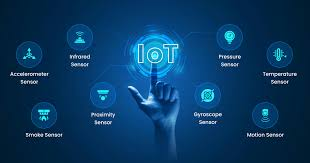 IoT
Infrared
Sensor
Pressure
Sensor
Accelerometer
Sensor
Temperature
Sensor
Proximity
Sensor
Gyroscope
Sensor
Smoke Sensor
Motion Sensor